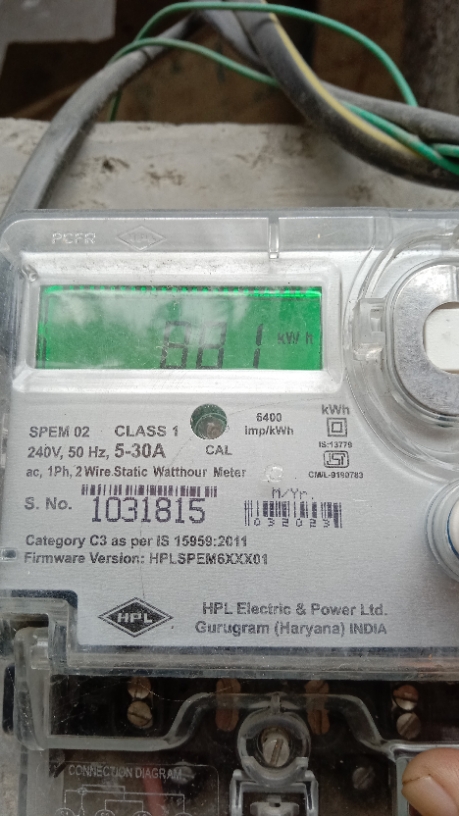 PCFR HPL
kWh
SPEM 02 CLASS 1
6400
imp/kWh
kWh
240V, 50 Hz, 5-30A
CAL
IS:13779
ac, 1Ph, 2 Wire Static Watthour Meter
CM/L-9180783
S. No. 1031815
M/Yr.
032023
Category C3 as per IS 15959:2011
Firmware Version: HPLSPEM6XXX01
HPL
HPL Electric & Power Ltd.
Gurugram (Haryana) INDIA
CONNECTION DIAGRAM